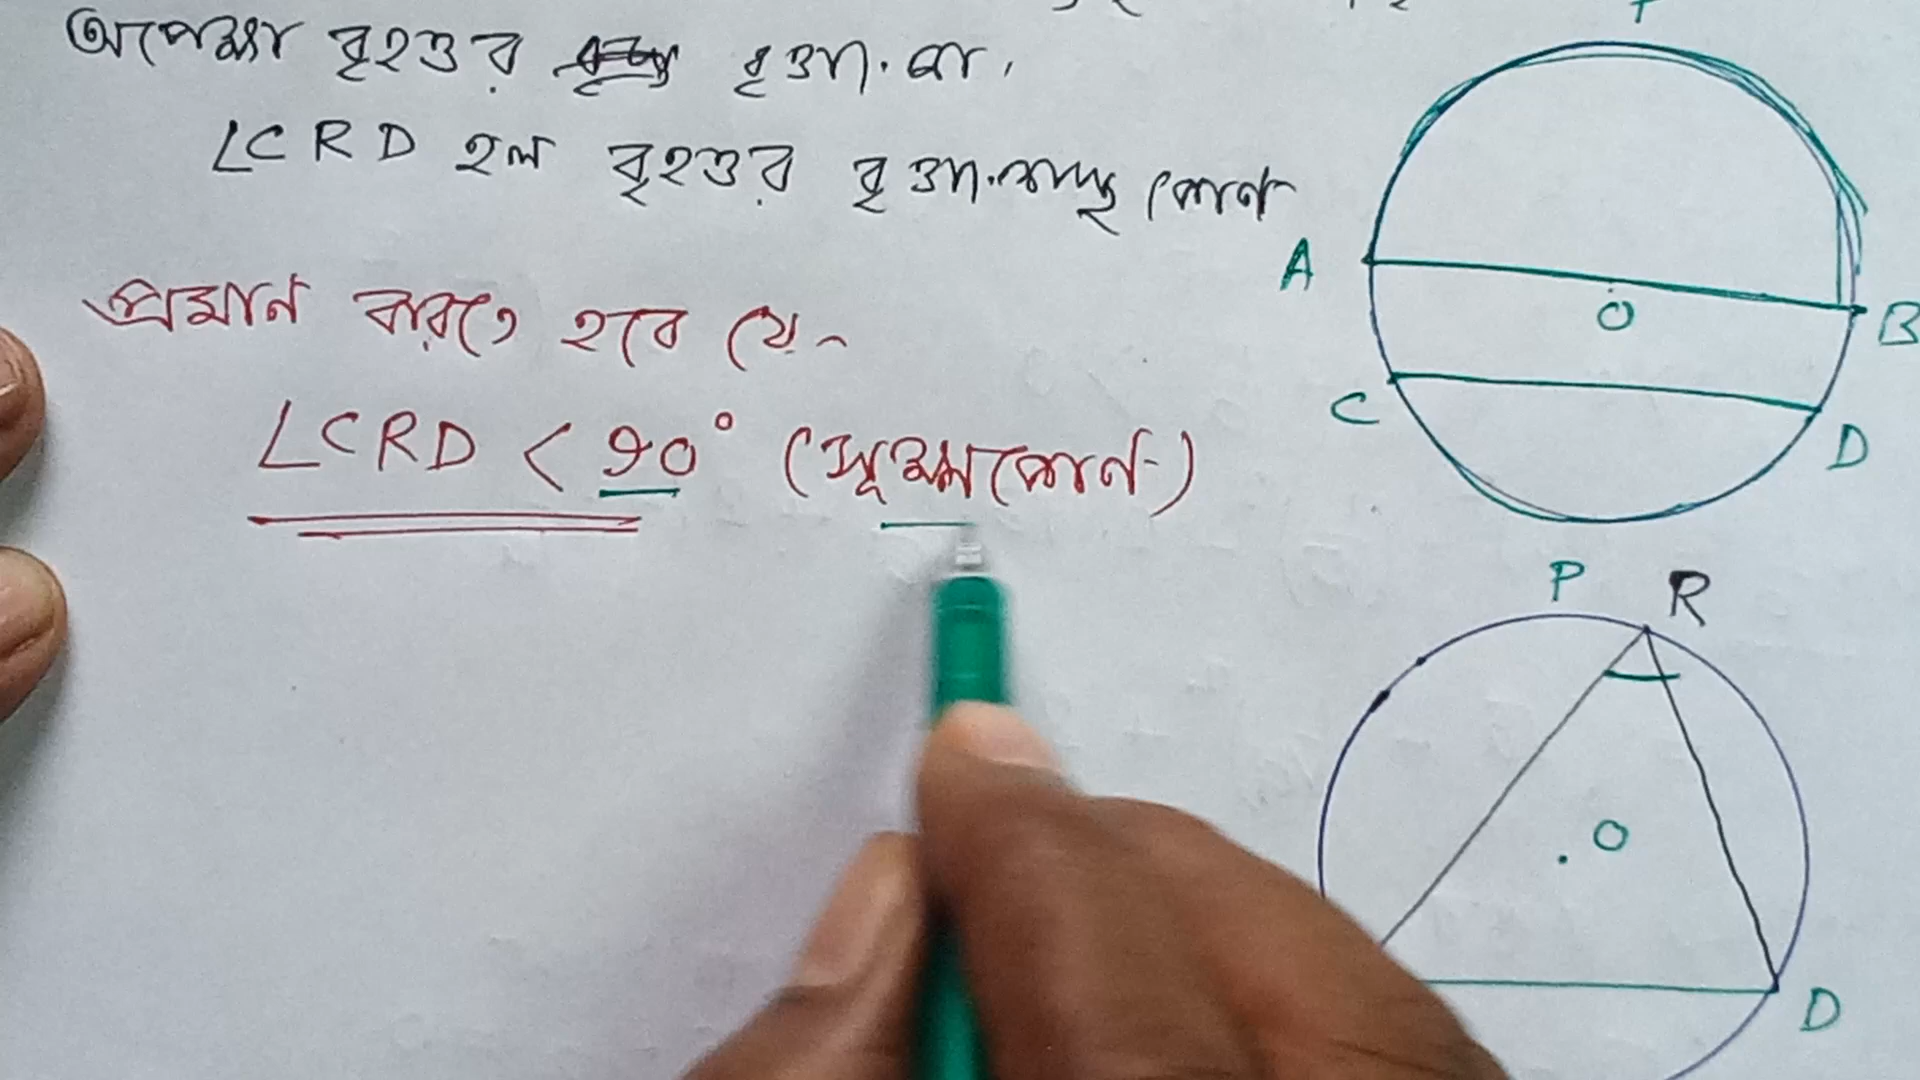 অপেক্ষা বৃহত্তর বৃত্তা. বা.
∠CRD হল বৃহত্তর বৃত্তা.শস্থ কোণ
প্রমাণ করতে হবে যে-
∠CRD < 90° (সূক্ষ্মকোণ)
A
O
B
C
D
P
R
O
D